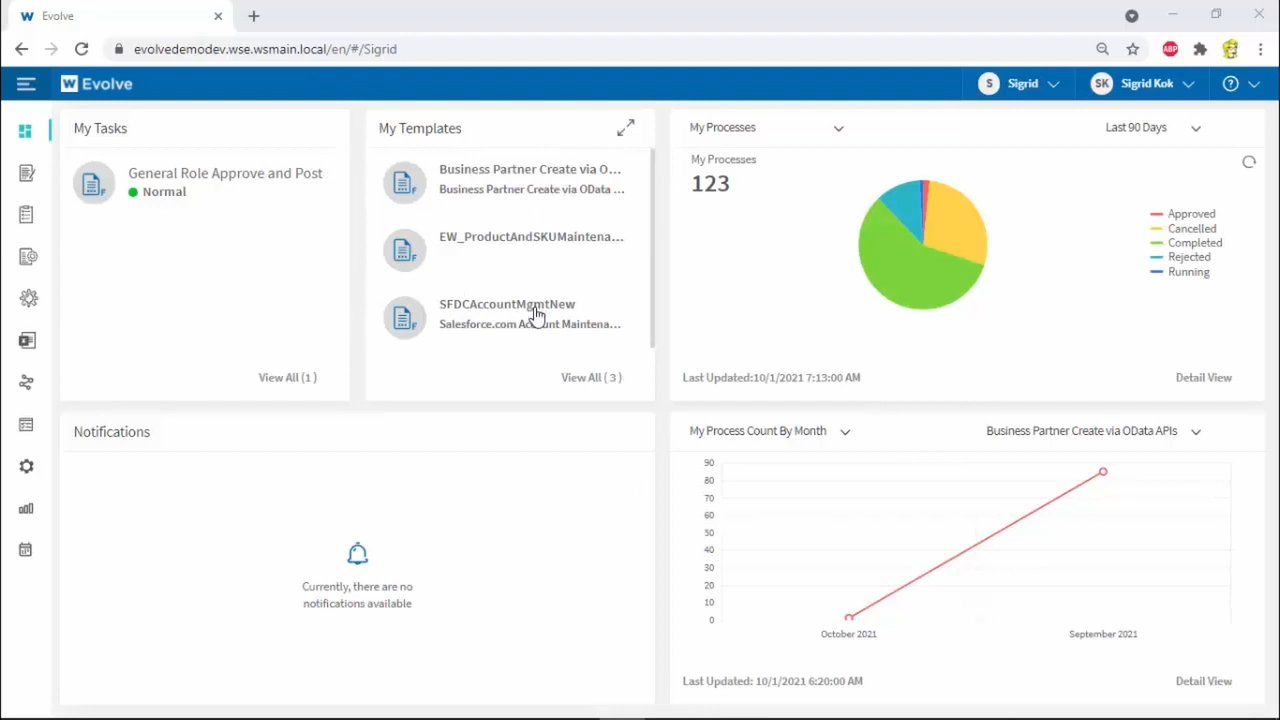 W Evolve
evolvedemodev.wse.wsmain.local/en/#/Sigrid
ABP
W Evolve
S Sigrid
SK Sigrid Kok
?
My Tasks
General Role Approve and Post
Normal
View All (1)
My Templates
Business Partner Create via O...
Business Partner Create via OData ...
EW_ProductAndSKUMaintena...
SFDCAccountMgmtNew
Salesforce.com Account Maintena...
View All ( 3 )
My Processes
Last 90 Days
My Processes
123
Approved
Cancelled
Completed
Rejected
Running
Last Updated:10/1/2021 7:13:00 AM
Detail View
Notifications
Currently, there are no
notifications available
My Process Count By Month
Business Partner Create via OData APIs
90
80
70
60
50
40
30
20
10
0
October 2021
September 2021
Last Updated: 10/1/2021 6:20:00 AM
Detail View